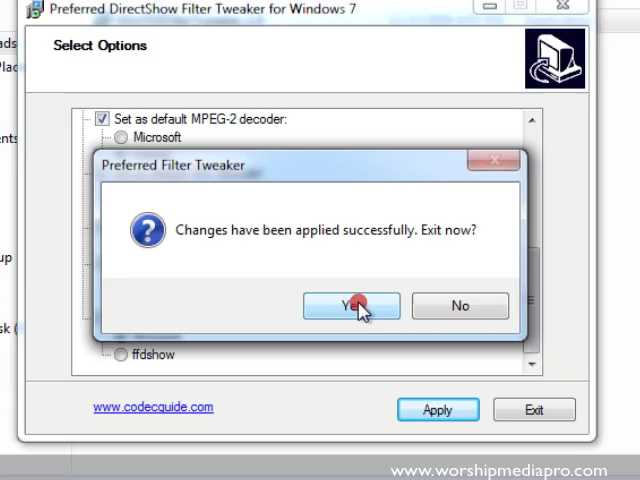 Preferred DirectShow Filter Tweaker for Windows 7
Select Options
Set as default MPEG-2 decoder:
Microsoft
Preferred Filter Tweaker
Changes have been applied successfully. Exit now?
No
ffdshow
www.codecguide.com
Apply
Exit
www.worshipmediapro.com